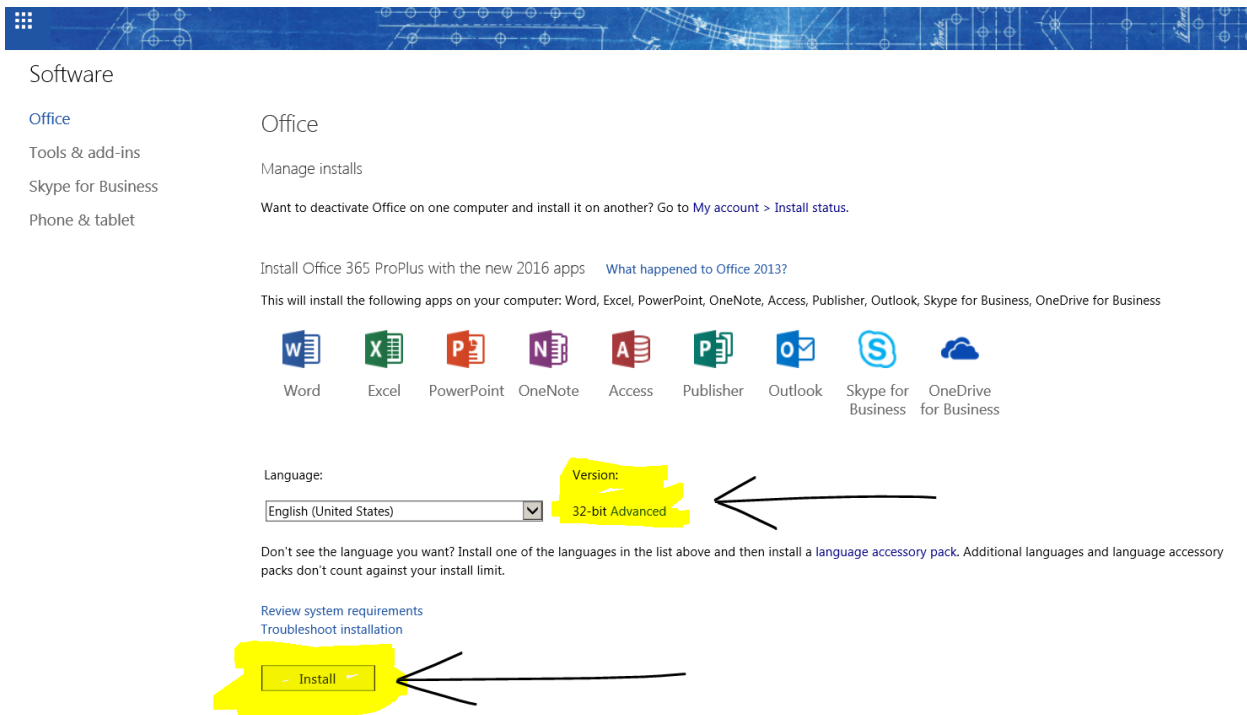 Software
Office
Tools & add-ins
Skype for Business
Phone & tablet
Office
Manage installs
Want to deactivate Office on one computer and install it on another? Go to My account > Install status.
Install Office 365 ProPlus with the new 2016 apps What happened to Office 2013?
This will install the following apps on your computer: Word, Excel, PowerPoint, OneNote, Access, Publisher, Outlook, Skype for Business, OneDrive for Business
W X P N A P O S
Word Excel PowerPoint OneNote Access Publisher Outlook Skype for OneDrive
Business for Business
Language: Version:
English (United States) 32-bit Advanced
Don't see the language you want? Install one of the languages in the list above and then install a language accessory pack. Additional languages and language accessory
packs don't count against your install limit.
Review system requirements
Troubleshoot installation
Install